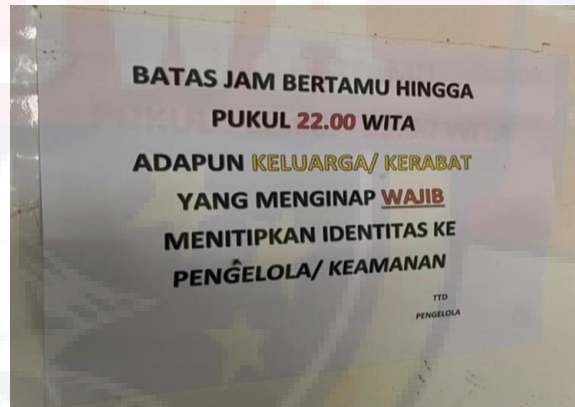 BATAS JAM BERTAMU HINGGA
PUKUL 22.00 WITA
ADAPUN KELUARGA/ KERABAT
YANG MENGINAP WAJIB
MENITIPKAN IDENTITAS KE
PENGELOLA/ KEAMANAN
TTD
PENGELOLA